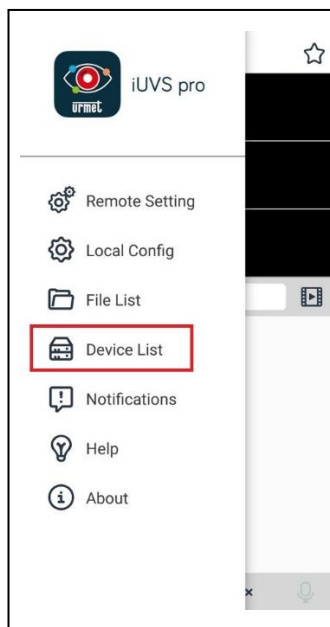 iUVS pro
urmet
Remote Setting
Local Config
File List
Device List
Notifications
Help
About